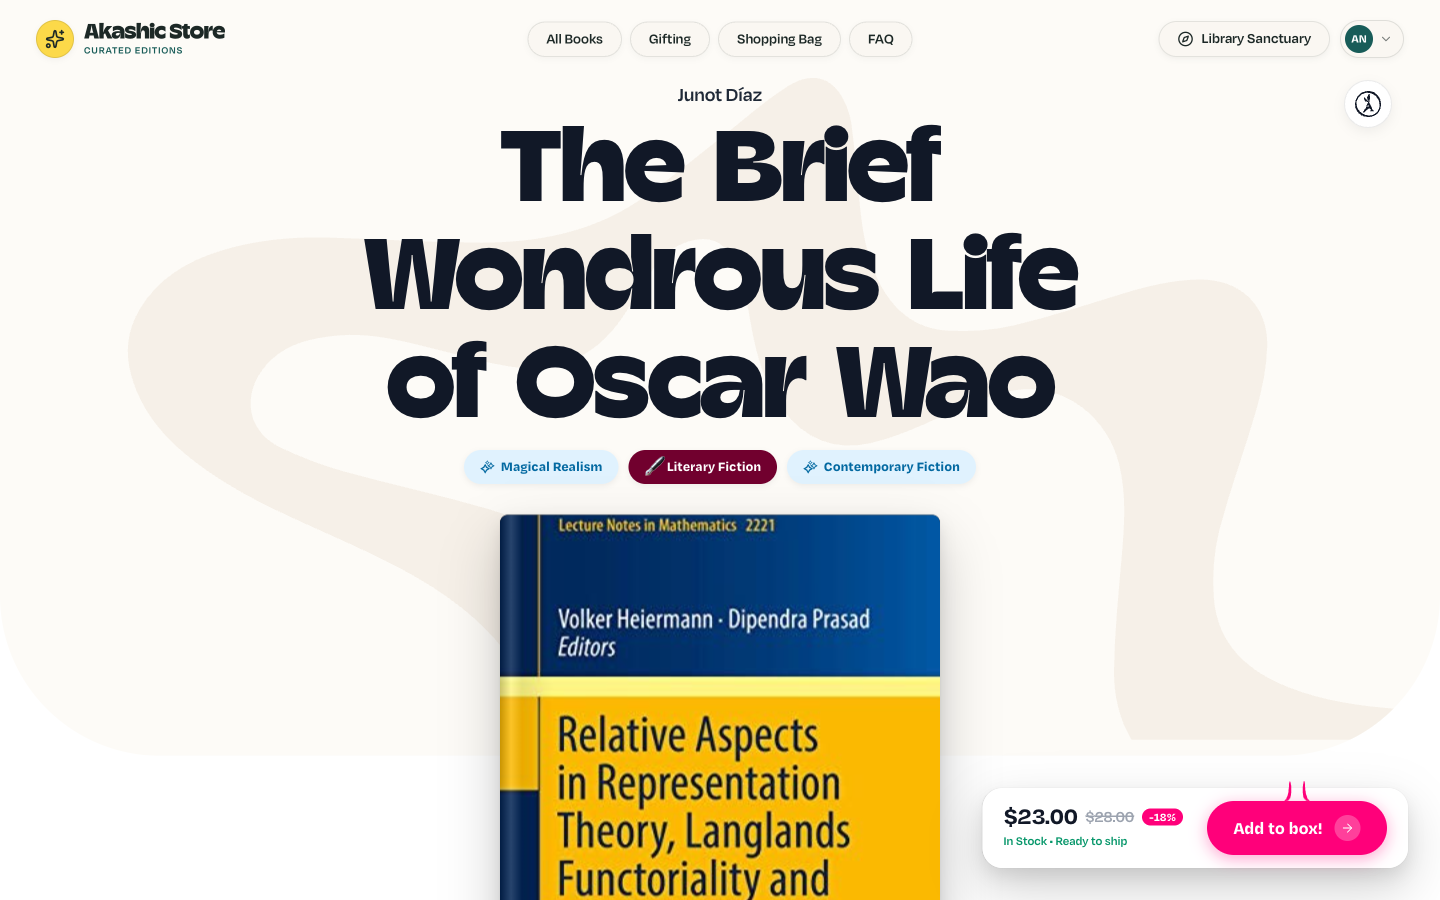 Akashic Store
CURATED EDITIONS
All Books
Gifting
Shopping Bag
FAQ
Library Sanctuary
AN
Junot Díaz
The Brief
Wondrous Life
of Oscar Wao
Magical Realism
Literary Fiction
Contemporary Fiction
Lecture Notes in Mathematics 2221
Volker Heiermann · Dipendra Prasad
Editors
Relative Aspects
in Representation
Theory, Langlands
Functoriality and
$23.00 $28.00 -18%
In Stock • Ready to ship
Add to box!